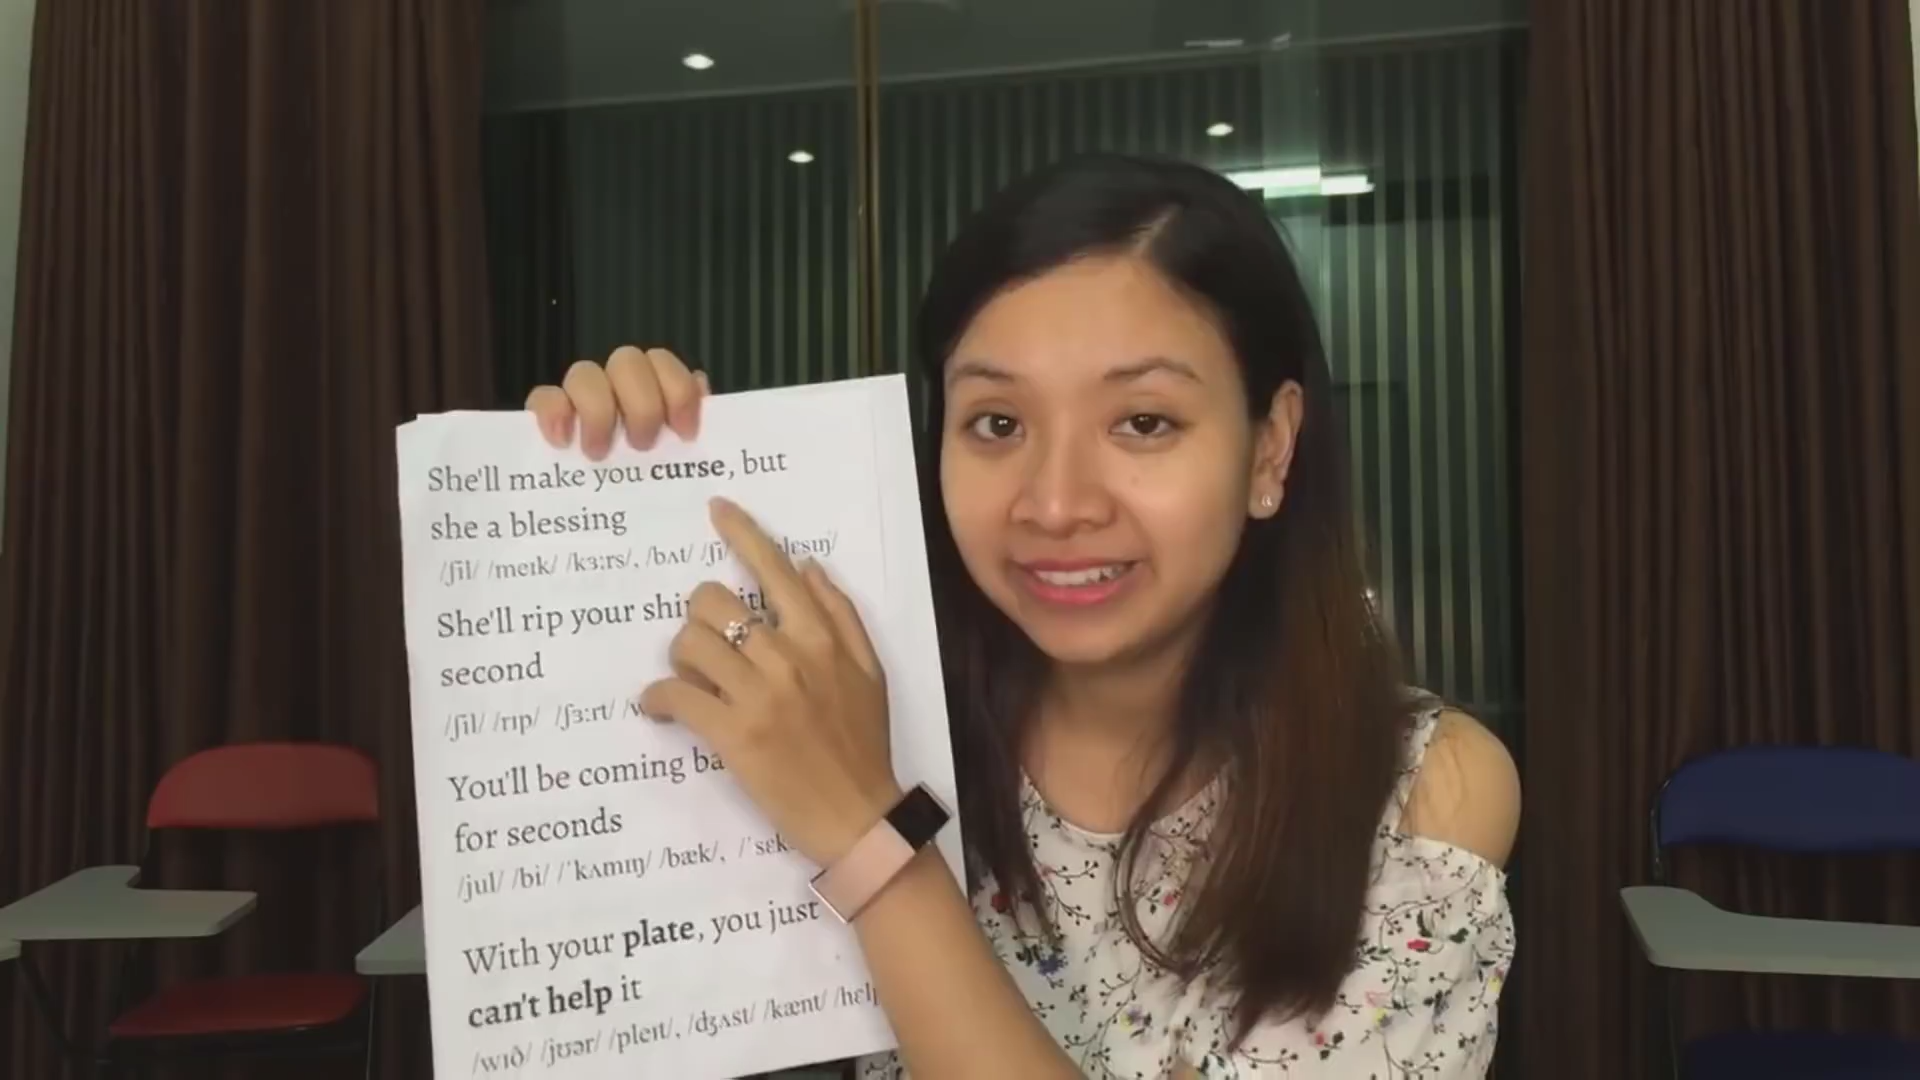 She'll make you curse, but
she a blessing
/ʃil/ /meɪk/ /kɜːrs/, /bʌt/ /ʃi/
She'll rip your
second
/ʃil/ /rɪp/ /ʃɜːrt/
You'll be coming
for seconds
/jul/ /bi/ /ˈkʌmɪŋ/ /bæk/,
With your plate, you just
can't help it
/wɪð/ /jʊər/ /pleɪt/, /dʒʌst/ /kænt/